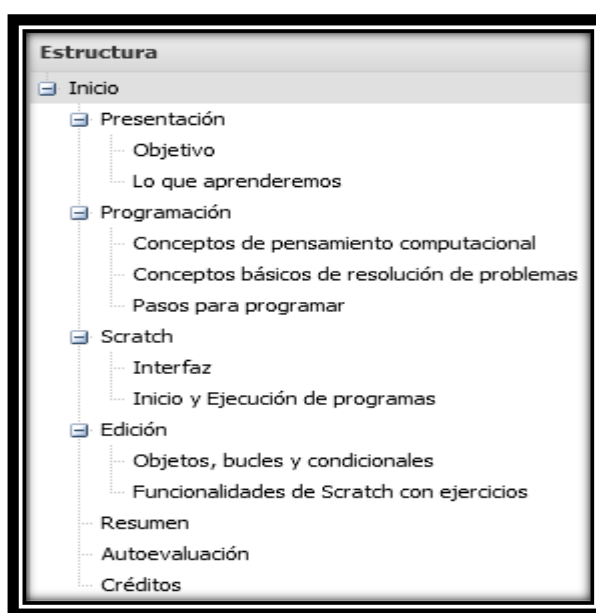 Estructura
Inicio
Presentación
Objetivo
Lo que aprenderemos
Programación
Conceptos de pensamiento computacional
Conceptos básicos de resolución de problemas
Pasos para programar
Scratch
Interfaz
Inicio y Ejecución de programas
Edición
Objetos, bucles y condicionales
Funcionalidades de Scratch con ejercicios
Resumen
Autoevaluación
Créditos